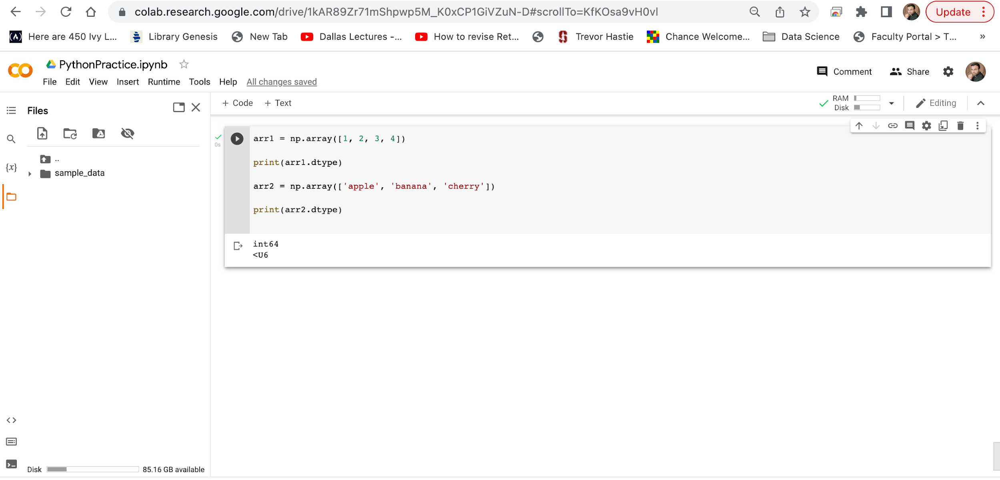 colab.research.google.com/drive/1kAR89Zr71mShpwp5M_K0xCP1GiVZuN-D#scrollTo=KfKOsa9vH0vl
Update
Here are 450 Ivy L... Library Genesis New Tab Dallas Lectures -... How to revise Ret... Trevor Hastie Chance Welcome... Data Science Faculty Portal > T... »
PythonPractice.ipynb
File Edit View Insert Runtime Tools Help All changes saved
Comment Share
Files
+ Code + Text
RAM
Disk
Editing
..
sample_data
{x}
0s
arr1 = np.array([1, 2, 3, 4])
print(arr1.dtype)
arr2 = np.array(['apple', 'banana', 'cherry'])
print(arr2.dtype)
int64
<U6
Disk 85.16 GB available